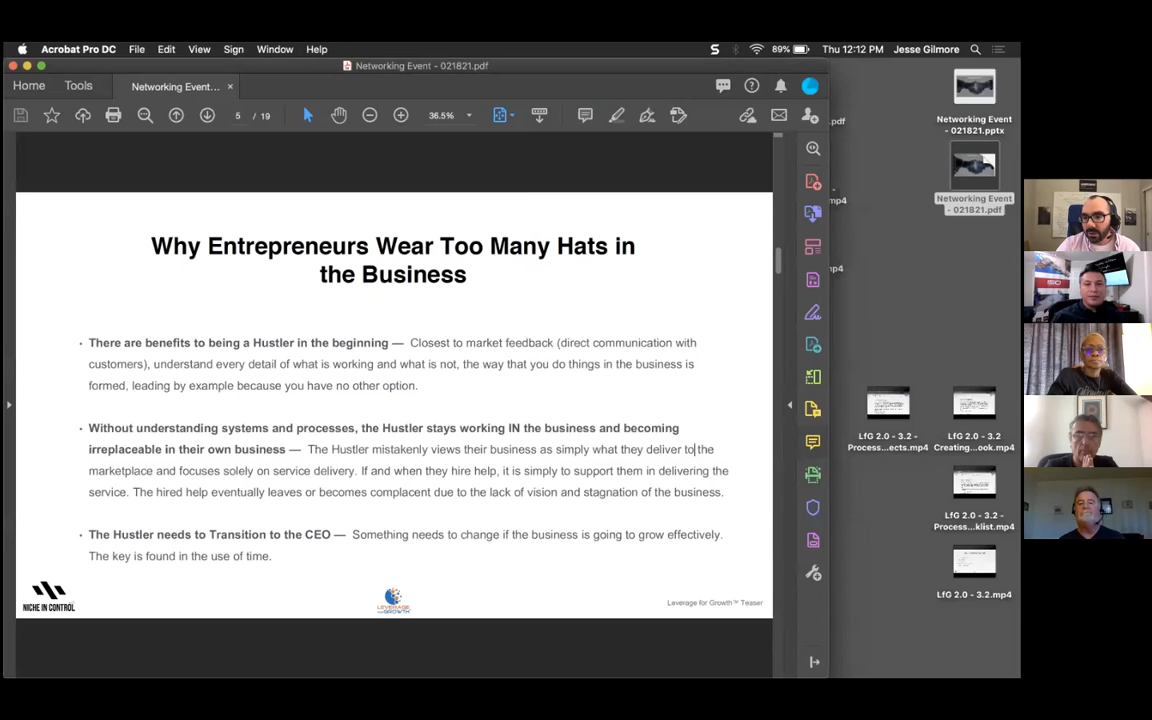 Acrobat Pro DC File Edit View Sign Window Help
89% Thu 12:12 PM Jesse Gilmore
Networking Event - 021821.pdf
Home Tools Networking Event... ×
5 / 19 36.5%
Networking Event
- 021821.pptx
.pdf
Networking Event
- 021821.pdf
mp4
mp4
Why Entrepreneurs Wear Too Many Hats in
the Business
• There are benefits to being a Hustler in the beginning — Closest to market feedback (direct communication with
customers), understand every detail of what is working and what is not, the way that you do things in the business is
formed, leading by example because you have no other option.
• Without understanding systems and processes, the Hustler stays working IN the business and becoming
irreplaceable in their own business — The Hustler mistakenly views their business as simply what they deliver to the
marketplace and focuses solely on service delivery. If and when they hire help, it is simply to support them in delivering the
service. The hired help eventually leaves or becomes complacent due to the lack of vision and stagnation of the business.
• The Hustler needs to Transition to the CEO — Something needs to change if the business is going to grow effectively.
The key is found in the use of time.
NICHE IN CONTROL
LEVERAGE
GROWTH
Leverage for Growth™ Teaser
LfG 2.0 - 3.2 -
Process...ects.mp4
LfG 2.0 - 3.2
Creating...ook.mp4
LfG 2.0 - 3.2 -
Process...klist.mp4
LfG 2.0 - 3.2.mp4